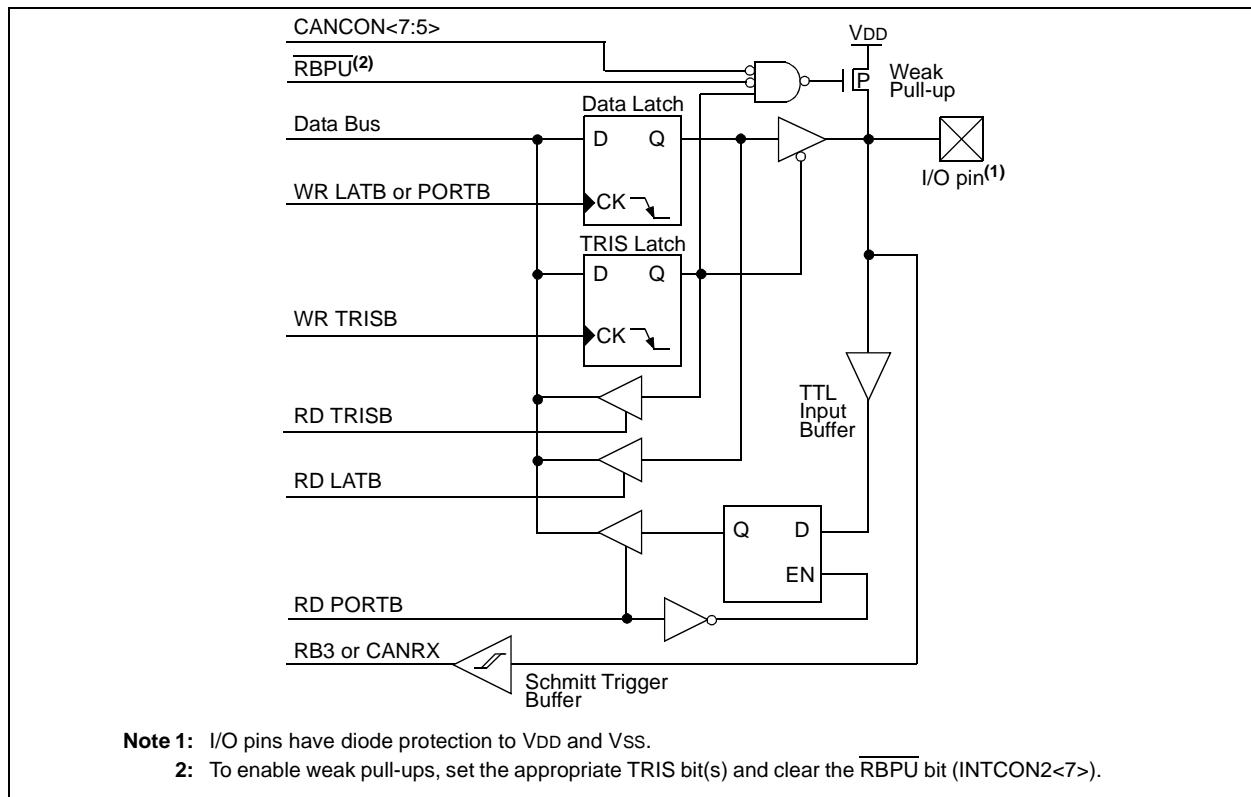 CANCON<7:5>
VDD
RBPU(2)
P
Weak
Pull-up
Data Latch
Data Bus
D Q
I/O pin(1)
WR LATB or PORTB
CK
TRIS Latch
D Q
WR TRISB
CK
TTL
Input
Buffer
RD TRISB
RD LATB
Q D
EN
RD PORTB
RB3 or CANRX
Schmitt Trigger
Buffer
Note 1: I/O pins have diode protection to VDD and VSS.
2: To enable weak pull-ups, set the appropriate TRIS bit(s) and clear the RBPU bit (INTCON2<7>).